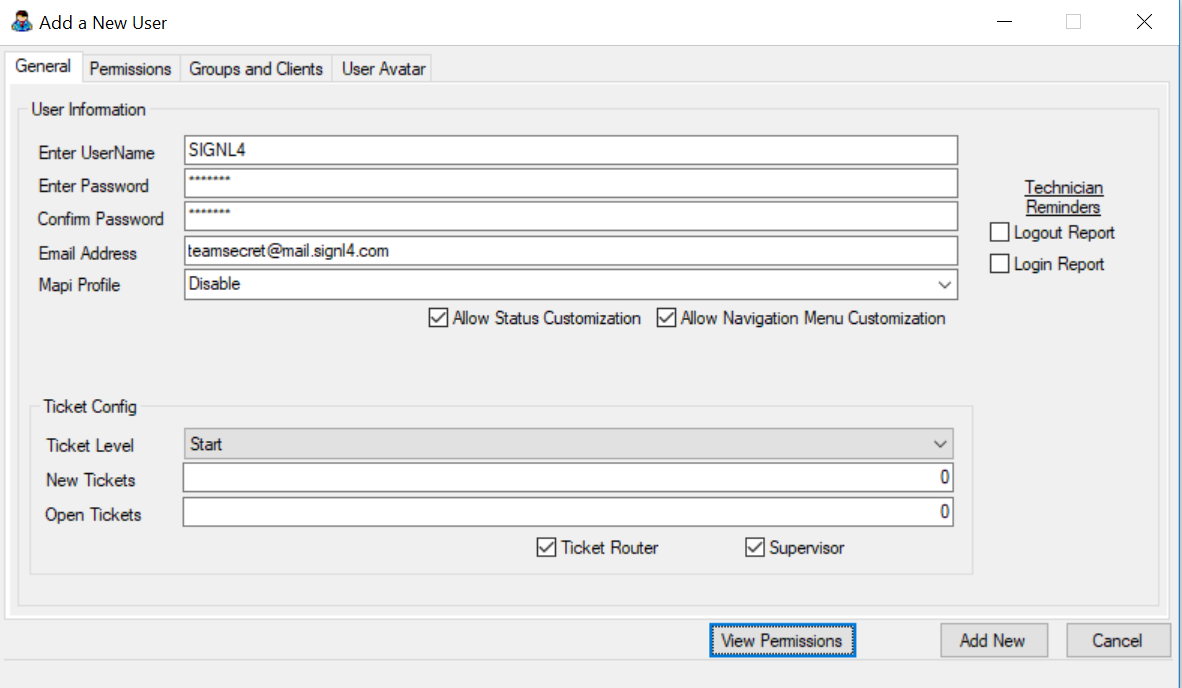 Add a New User
General Permissions Groups and Clients User Avatar
User Information
Enter UserName SIGNL4
Enter Password *******
Confirm Password *******
Email Address teamsecret@mail.signl4.com
Mapi Profile Disable
Allow Status Customization Allow Navigation Menu Customization
Technician
Reminders
Logout Report
Login Report
Ticket Config
Ticket Level Start
New Tickets 0
Open Tickets 0
Ticket Router Supervisor
View Permissions Add New Cancel